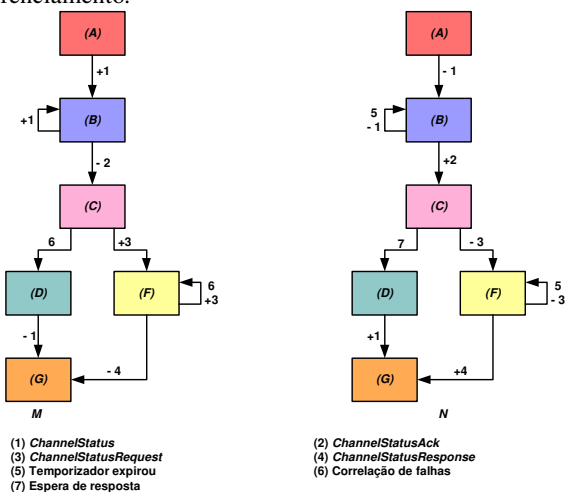 renciamento.
(A) (A)
+1 - 1
(B) (B)
+1 5
- 1
- 2 +2
(C) (C)
6 +3 7 - 3
(D) (F) 6 (D) (F) 5
+3 - 3
- 1 +1
(G) - 4 (G) +4
M N
(1) ChannelStatus (2) ChannelStatusAck
(3) ChannelStatusRequest (4) ChannelStatusResponse
(5) Temporizador expirou (6) Correlação de falhas
(7) Espera de resposta